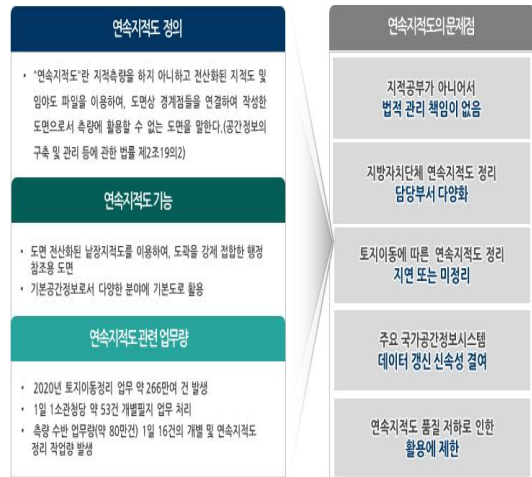 연속지적도 정의
• "연속지적도"란 지적측량을 하지 아니하고 전산화된 지적도 및
임야도 파일을 이용하여, 도면상 경계점들을 연결하여 작성한
도면으로서 측량에 활용할 수 없는 도면을 말한다.(공간정보의
구축 및 관리 등에 관한 법률 제2조19의2)
연속지적도 기능
• 도면 전산화된 낱장지적도를 이용하여, 도곽을 강제 접합한 행정
참조용 도면
• 기본공간정보로서 다양한 분야에 기본도로 활용
연속지적도 관련 업무량
• 2020년 토지이동정리 업무 약 266만여 건 발생
• 1일 1소관청당 약 53건 개별필지 업무 처리
• 측량 수반 업무량(약 80만건) 1일 16건의 개별 및 연속지적도
정리 작업량 발생
연속지적도의 문제점
지적공부가 아니어서
법적 관리 책임이 없음
지방자치단체 연속지적도 정리
담당부서 다양화
토지이동에 따른 연속지적도 정리
지연 또는 미정리
주요 국가공간정보시스템
데이터 갱신 신속성 결여
연속지적도 품질 저하로 인한
활용에 제한